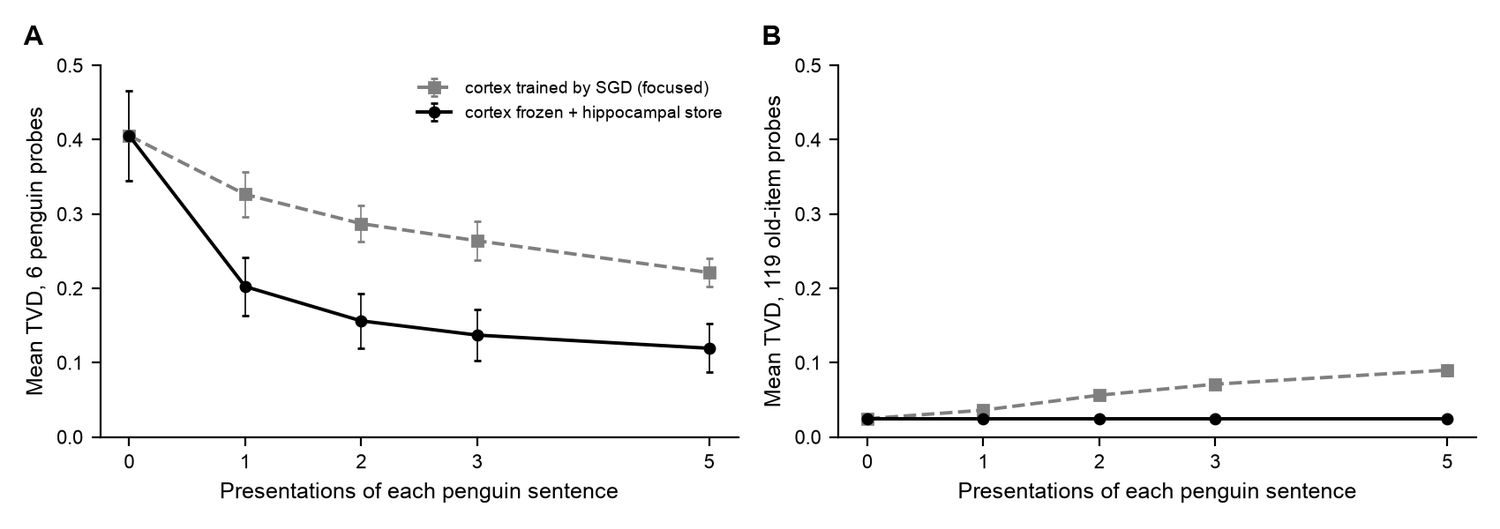 A
Mean TVD, 6 penguin probes
0.5
0.4
0.3
0.2
0.1
0.0
cortex trained by SGD (focused)
cortex frozen + hippocampal store
0 1 2 3 5
Presentations of each penguin sentence
B
Mean TVD, 119 old-item probes
0.5
0.4
0.3
0.2
0.1
0.0
0 1 2 3 5
Presentations of each penguin sentence